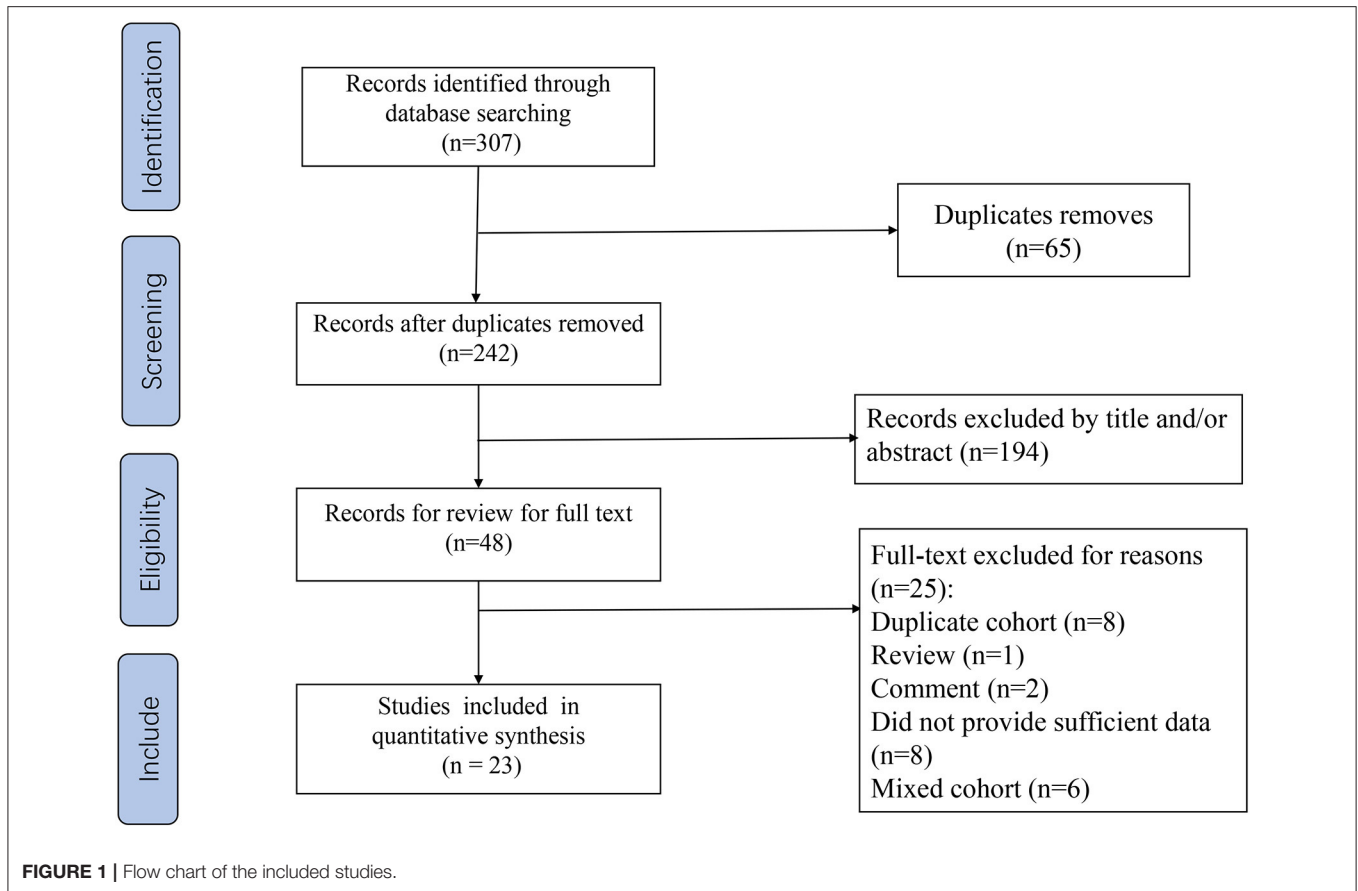 Identification
Records identified through
database searching
(n=307)
Duplicates removes
(n=65)
Screening
Records after duplicates removed
(n=242)
Records excluded by title and/or
abstract (n=194)
Eligibility
Records for review for full text
(n=48)
Full-text excluded for reasons
(n=25):
Duplicate cohort (n=8)
Review (n=1)
Comment (n=2)
Did not provide sufficient data
(n=8)
Mixed cohort (n=6)
Include
Studies included in
quantitative synthesis
(n = 23)
FIGURE 1 | Flow chart of the included studies.